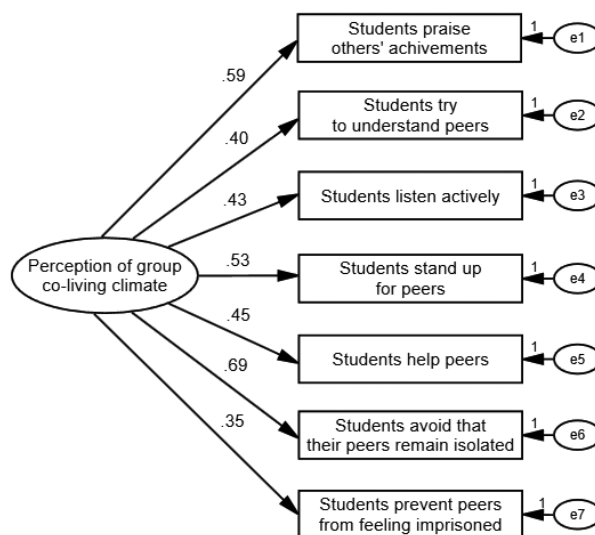 Students praise
others' achivements
1
e1
.59
Students try
to understand peers
1
e2
.40
Students listen actively
1
e3
.43
Perception of group
co-living climate
.53
Students stand up
for peers
1
e4
.45
Students help peers
1
e5
.69
Students avoid that
their peers remain isolated
1
e6
.35
Students prevent peers
from feeling imprisoned
1
e7